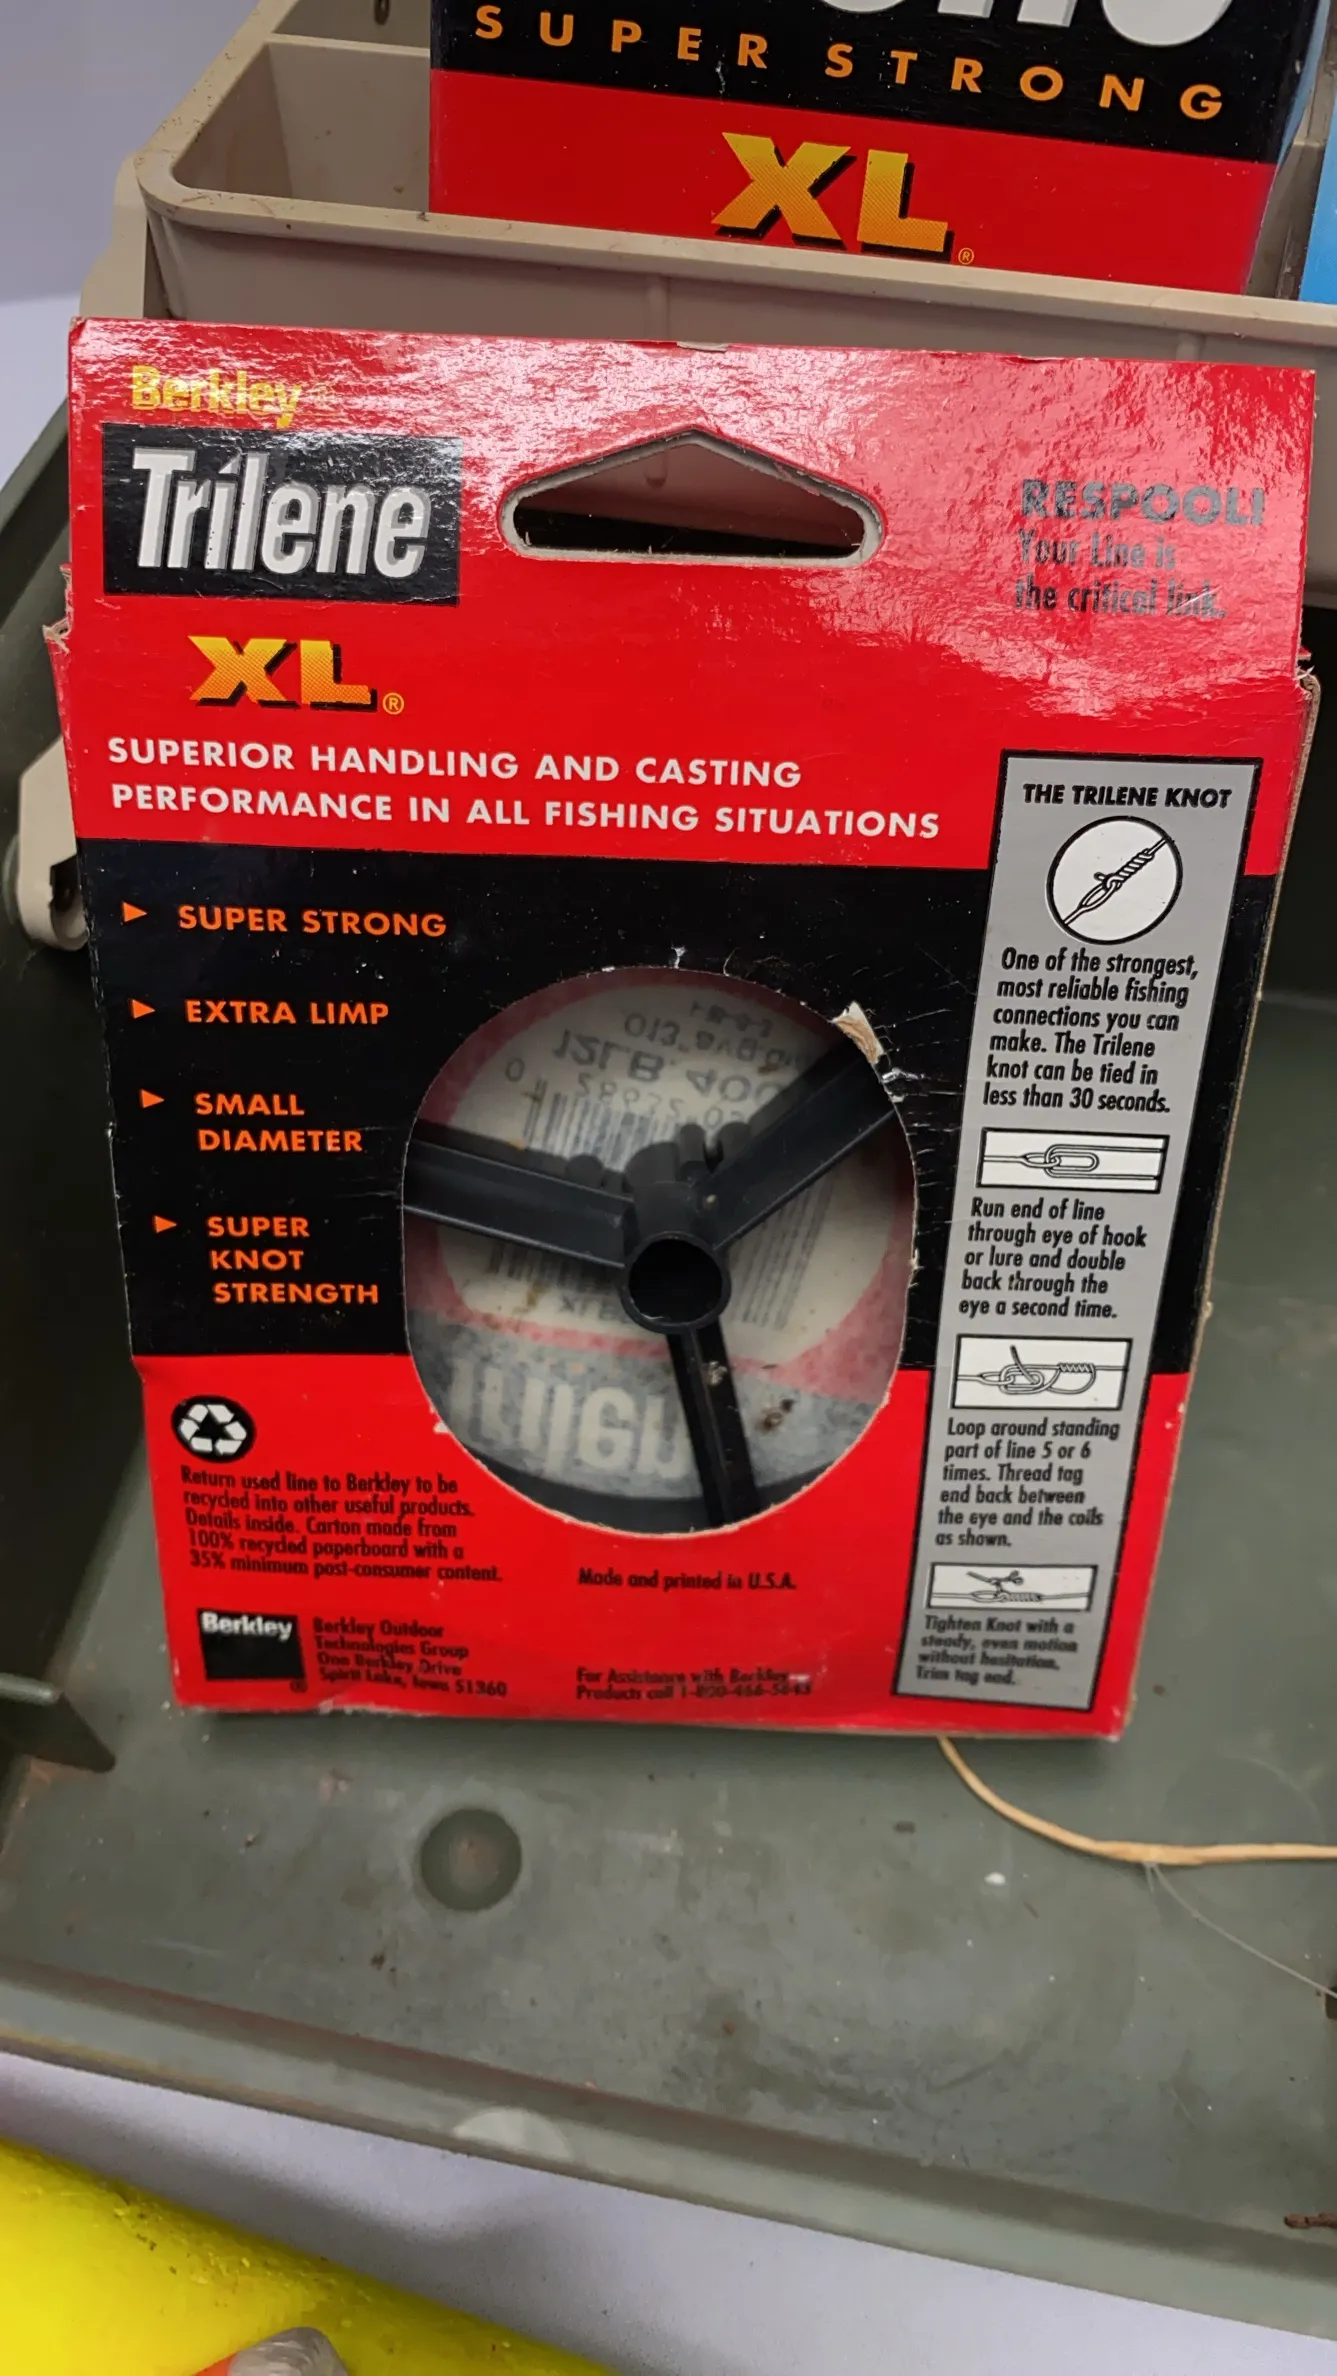 SUPER STRONG
XL®
Berkley®
Trilene
XL®
RESPOOL!
Your Line is
the critical link.
SUPERIOR HANDLING AND CASTING
PERFORMANCE IN ALL FISHING SITUATIONS
SUPER STRONG
EXTRA LIMP
SMALL
DIAMETER
SUPER
KNOT
STRENGTH
THE TRILENE KNOT
One of the strongest,
most reliable fishing
connections you can
make. The Trilene
knot can be tied in
less than 30 seconds.
Run end of line
through eye of hook
or lure and double
back through the
eye a second time.
Loop around standing
part of line 5 or 6
times. Thread tag
end back between
the eye and the coils
as shown.
Tighten Knot with a
steady, even motion
without hesitation.
Trim tag end.
12LB. 400
Return used line to Berkley to be
recycled into other useful products.
Details inside. Carton made from
100% recycled paperboard with a
35% minimum post-consumer content.
Made and printed in U.S.A.
Berkley®
Berkley Outdoor
Technologies Group
One Berkley Drive
Spirit Lake, Iowa 51360
For Assistance with Berkley
Products call